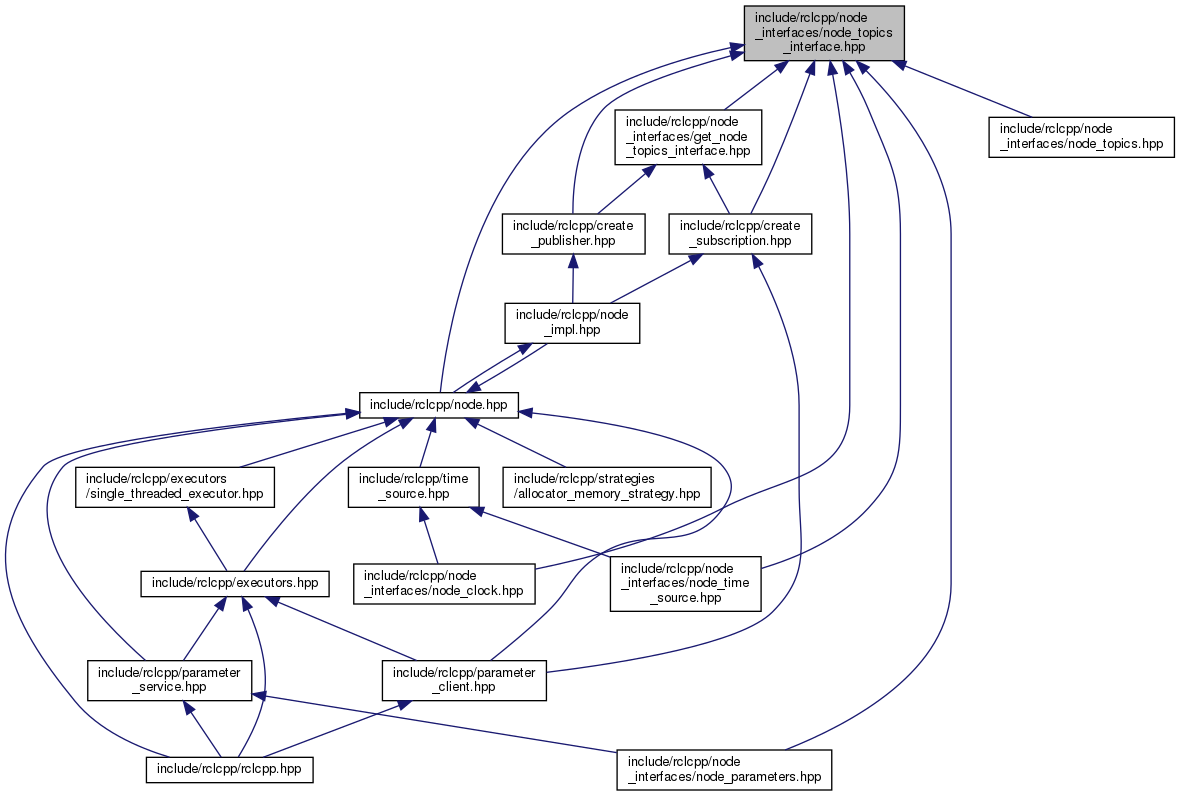 include/rclcpp/node
_interfaces/node_topics
_interface.hpp
include/rclcpp/node
_interfaces/get_node
_topics_interface.hpp
include/rclcpp/node
_interfaces/node_topics.hpp
include/rclcpp/create
_publisher.hpp
include/rclcpp/create
_subscription.hpp
include/rclcpp/node
_impl.hpp
include/rclcpp/node.hpp
include/rclcpp/executors
/single_threaded_executor.hpp
include/rclcpp/time
_source.hpp
include/rclcpp/strategies
/allocator_memory_strategy.hpp
include/rclcpp/executors.hpp
include/rclcpp/node
_interfaces/node_clock.hpp
include/rclcpp/node
_interfaces/node_time
_source.hpp
include/rclcpp/parameter
_service.hpp
include/rclcpp/parameter
_client.hpp
include/rclcpp/rclcpp.hpp
include/rclcpp/node
_interfaces/node_parameters.hpp